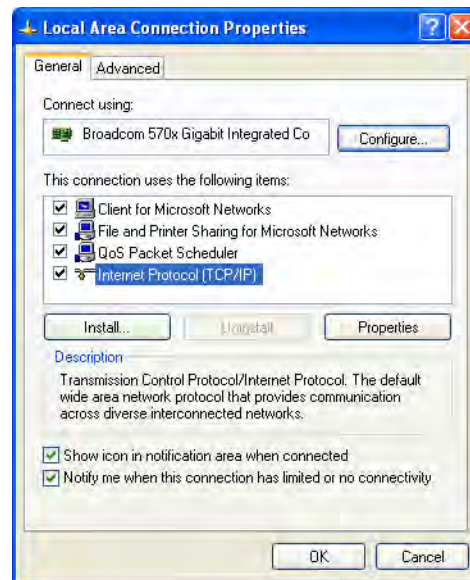 Local Area Connection Properties
General Advanced
Connect using:
Broadcom 570x Gigabit Integrated Co
Configure...
This connection uses the following items:
Client for Microsoft Networks
File and Printer Sharing for Microsoft Networks
QoS Packet Scheduler
Internet Protocol (TCP/IP)
Install... Uninstall Properties
Description
Transmission Control Protocol/Internet Protocol. The default
wide area network protocol that provides communication
across diverse interconnected networks.
Show icon in notification area when connected
Notify me when this connection has limited or no connectivity
OK Cancel